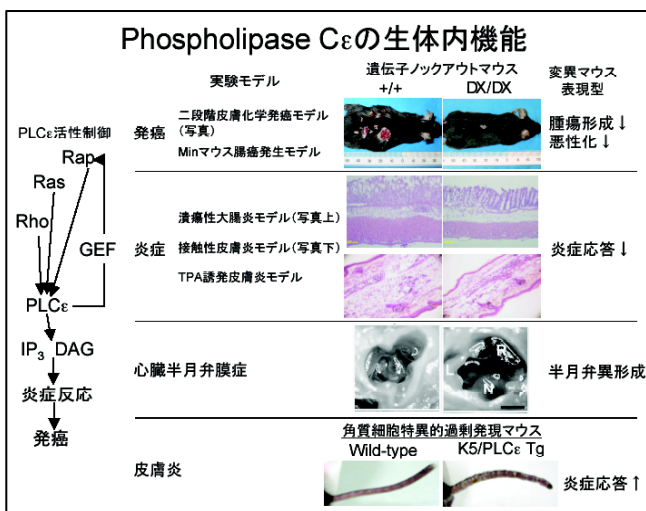 Phospholipase Cεの生体内機能
実験モデル
遺伝子ノックアウトマウス
+/+ DX/DX
変異マウス
表現型
PLCε活性制御
Rap
Ras
Rho
GEF
PLCε
IP3 DAG
炎症反応
発癌
発癌
二段階皮膚化学発癌モデル
(写真)
Minマウス腸癌発生モデル
腫瘍形成↓
悪性化↓
炎症
潰瘍性大腸炎モデル(写真上)
接触性皮膚炎モデル(写真下)
TPA誘発皮膚炎モデル
炎症応答↓
心臓半月弁膜症
R
L
N
半月弁異形成
角質細胞特異的過剰発現マウス
Wild-type K5/PLCε Tg
皮膚炎
炎症応答↑